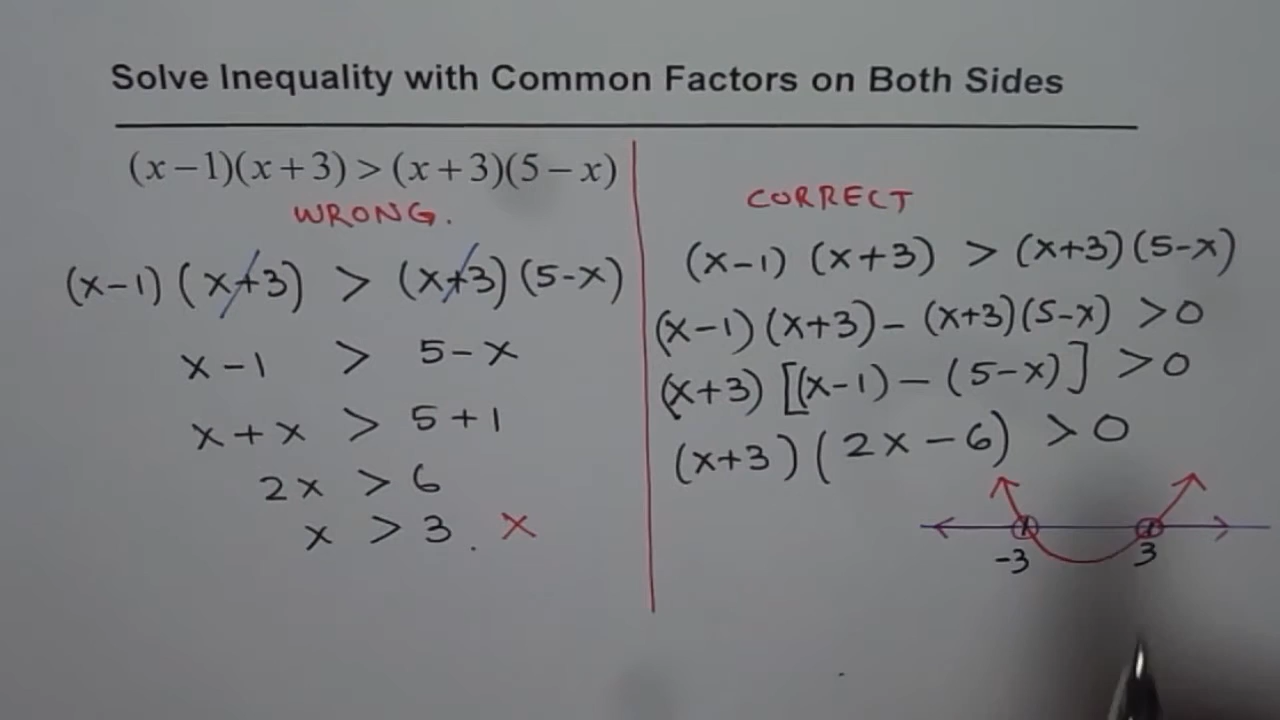 Solve Inequality with Common Factors on Both Sides
(x−1)(x+3)>(x+3)(5−x)
WRONG.
(x-1) (x+3) > (x+3) (5-x)
x-1 > 5-x
x+x > 5+1
2x > 6
x > 3. ×
CORRECT
(x-1) (x+3) > (x+3) (5-x)
(x-1) (x+3) - (x+3) (5-x) >0
(x+3) [(x-1) - (5-x)] >0
(x+3) (2x-6) >0
-3 3